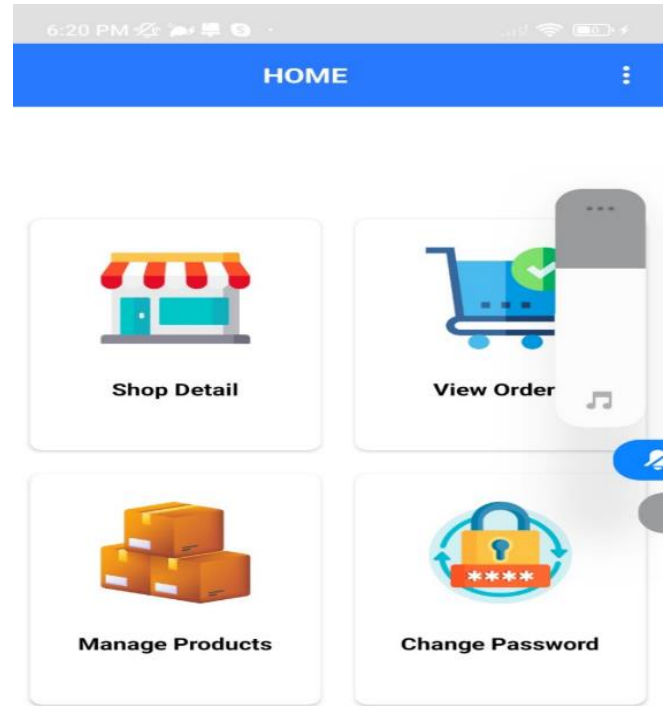 6:20 PM
HOME
Shop Detail
View Order
Manage Products
Change Password
****